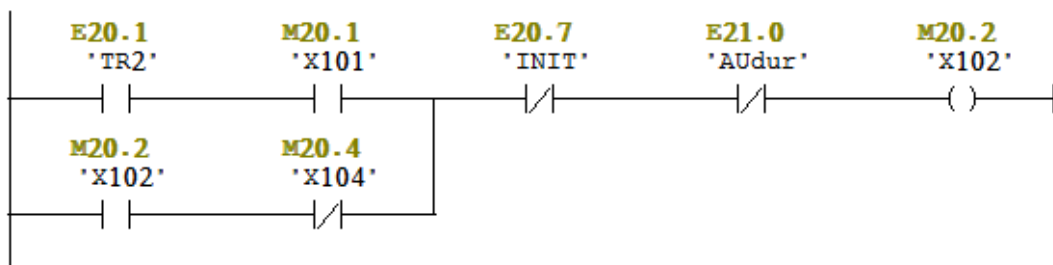 E20.1 M20.1 E20.7 E21.0 M20.2
"TR2" "X101" "INIT" "AUdur" "X102"
M20.2 M20.4
"X102" "X104"